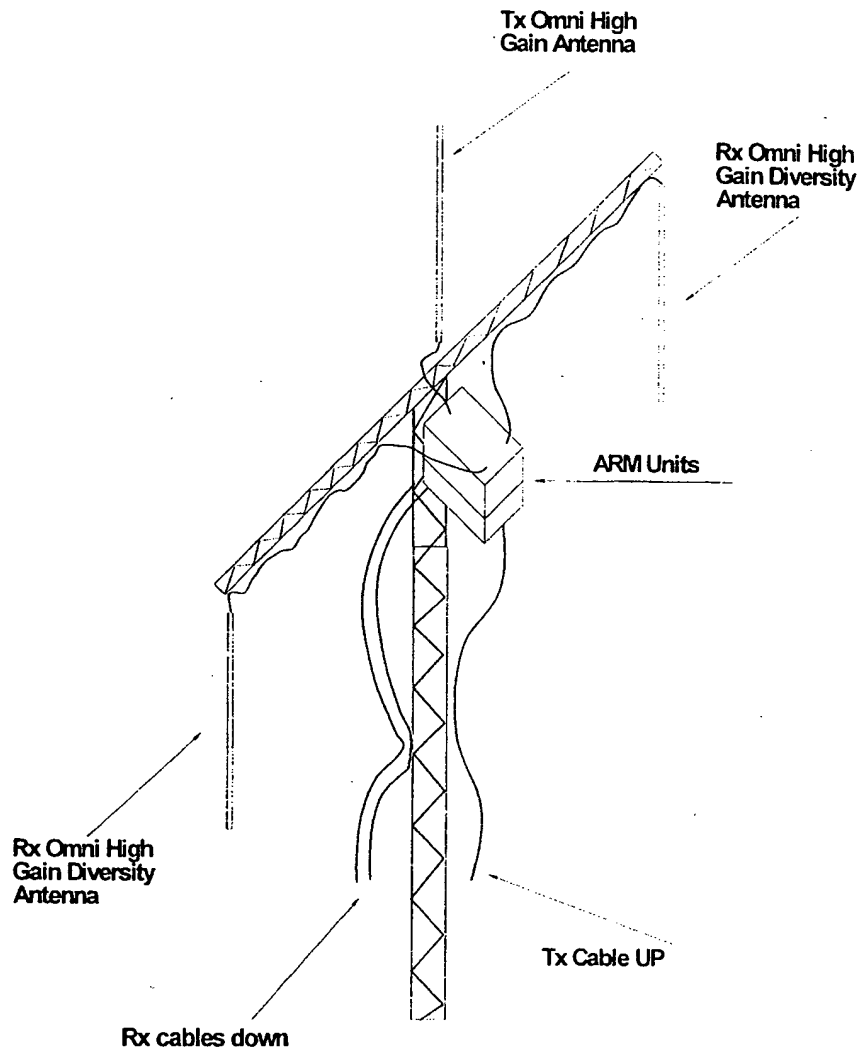 Tx Omni High
Gain Antenna
Rx Omni High
Gain Diversity
Antenna
ARM Units
Rx Omni High
Gain Diversity
Antenna
Tx Cable UP
Rx cables down